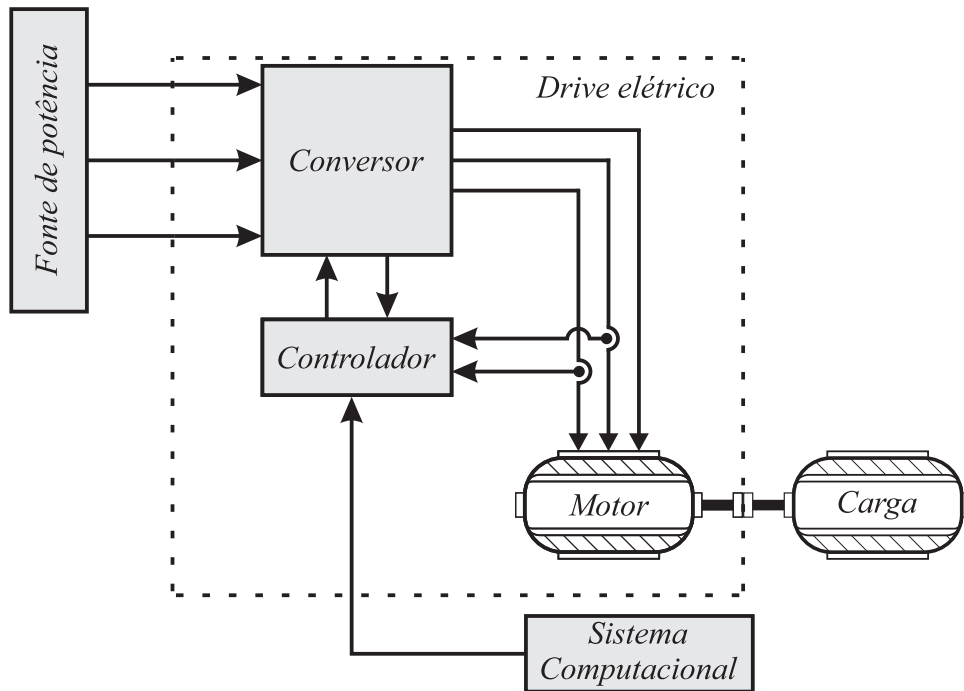 Fonte de potência
Drive elétrico
Conversor
Controlador
Motor
Carga
Sistema
Computacional